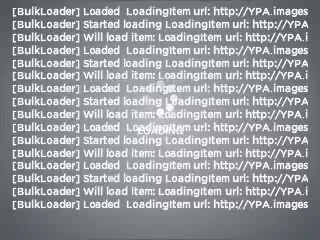 [BulkLoader] Loaded LoadingItem url: http://YPA.images
[BulkLoader] Started loading LoadingItem url: http://YPA
[BulkLoader] Will load item: LoadingItem url: http://YPA.i
[BulkLoader] Loaded LoadingItem url: http://YPA.images
[BulkLoader] Started loading LoadingItem url: http://YPA
[BulkLoader] Will load item: LoadingItem url: http://YPA.i
[BulkLoader] Loaded LoadingItem url: http://YPA.images
[BulkLoader] Started loading LoadingItem url: http://YPA
[BulkLoader] Will load item: LoadingItem url: http://YPA.i
[BulkLoader] Loaded LoadingItem url: http://YPA.images
LOADING
[BulkLoader] Started loading LoadingItem url: http://YPA
[BulkLoader] Will load item: LoadingItem url: http://YPA.i
[BulkLoader] Loaded LoadingItem url: http://YPA.images
[BulkLoader] Started loading LoadingItem url: http://YPA
[BulkLoader] Will load item: LoadingItem url: http://YPA.i
[BulkLoader] Loaded LoadingItem url: http://YPA.images